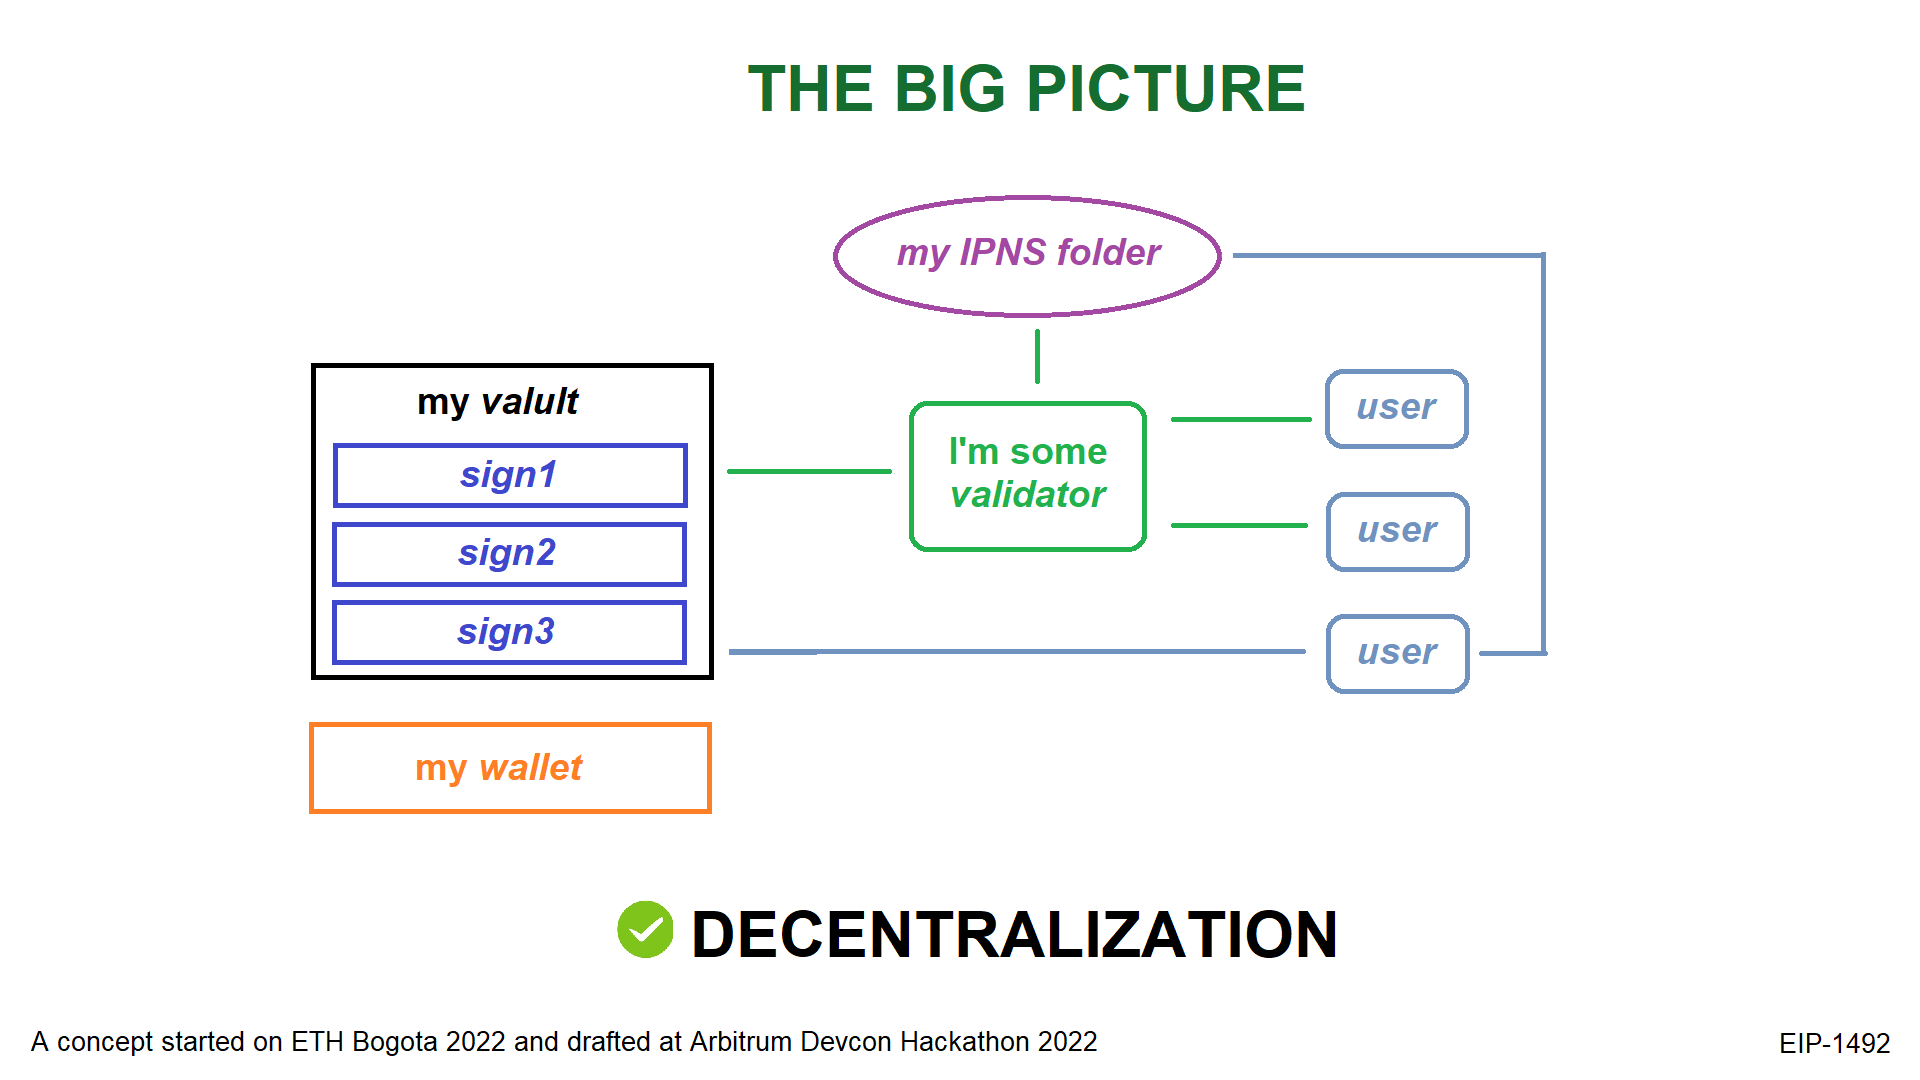 THE BIG PICTURE
my IPNS folder
my valult
sign1
sign2
sign3
I'm some
validator
user
user
user
my wallet
DECENTRALIZATION
A concept started on ETH Bogota 2022 and drafted at Arbitrum Devcon Hackathon 2022
EIP-1492